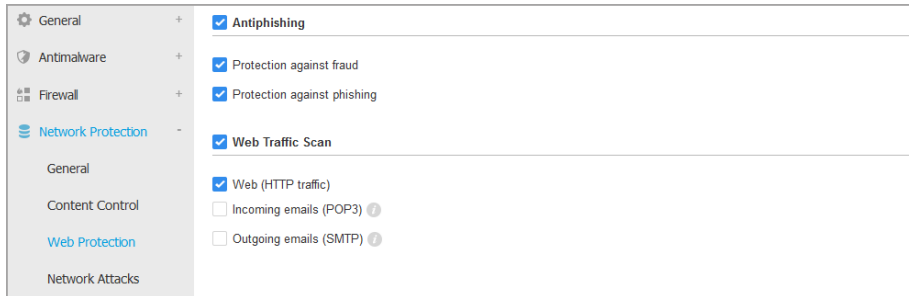 General +
Antimalware +
Firewall +
Network Protection -
General
Content Control
Web Protection
Network Attacks
Antiphishing
Protection against fraud
Protection against phishing
Web Traffic Scan
Web (HTTP traffic)
Incoming emails (POP3) i
Outgoing emails (SMTP) i